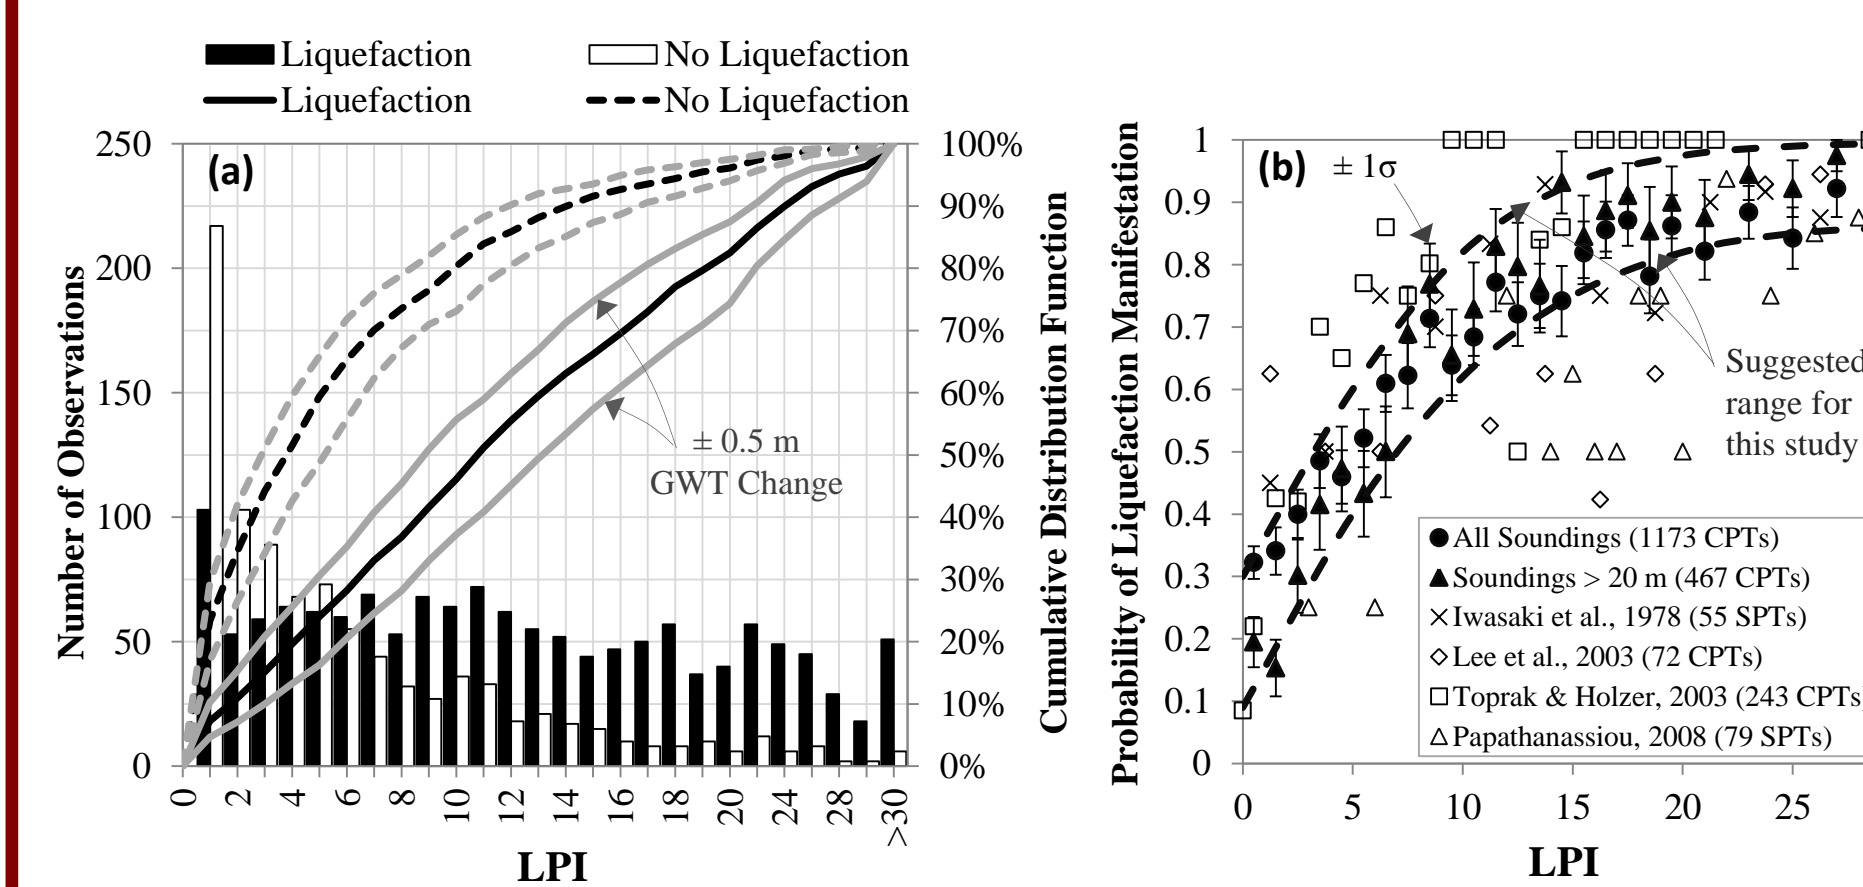 Liquefaction No Liquefaction
Liquefaction No Liquefaction
(a)
Number of Observations
250
200
150
100
50
0
100%
90%
80%
70%
60%
50%
40%
30%
20%
10%
0%
Cumulative Distribution Function
± 0.5 m
GWT Change
0 2 4 6 8 10 12 14 16 18 20 24 28 >30
LPI
(b)
± 1σ
Probability of Liquefaction Manifestation
1
0.9
0.8
0.7
0.6
0.5
0.4
0.3
0.2
0.1
0
Suggested
range for
this study
All Soundings (1173 CPTs)
Soundings > 20 m (467 CPTs)
Iwasaki et al., 1978 (55 SPTs)
Lee et al., 2003 (72 CPTs)
Toprak & Holzer, 2003 (243 CPTs)
Papathanassiou, 2008 (79 SPTs)
0 5 10 15 20 25
LPI